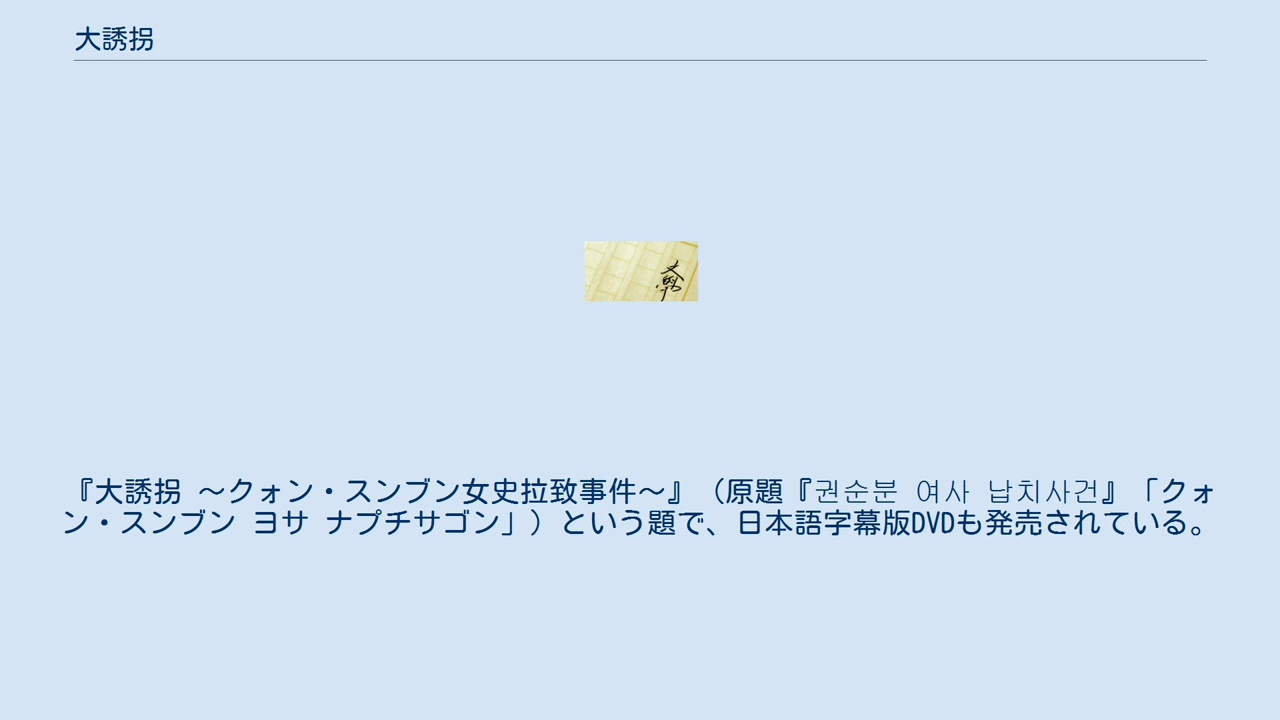 大誘拐
『大誘拐 ～クォン・スンブン女史拉致事件～』（原題『권순분 여사 납치사건』「クォ
ン・スンブン ヨサ ナプチサゴン」）という題で、日本語字幕版DVDも発売されている。